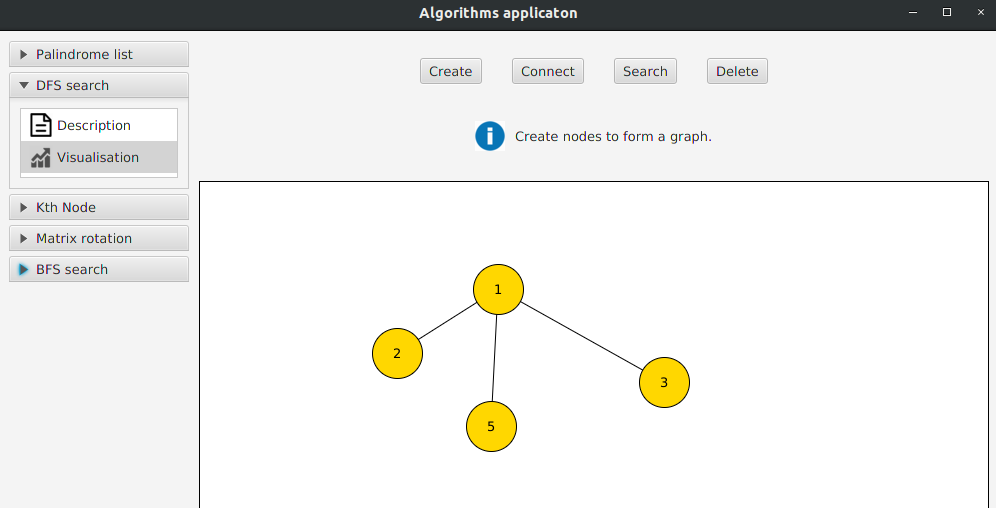 Algorithms applicaton
Palindrome list
DFS search
Description
Visualisation
Kth Node
Matrix rotation
BFS search
Create Connect Search Delete
Create nodes to form a graph.
1
2
3
5